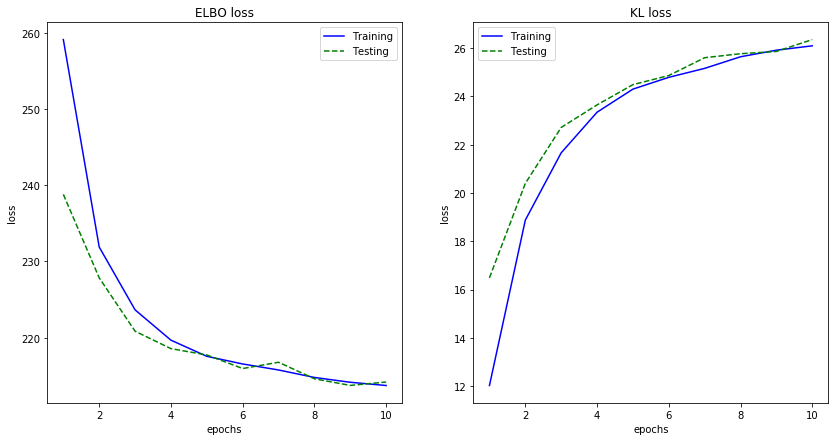 ELBO loss
Training
Testing
260
250
240
230
220
loss
2 4 6 8 10
epochs
KL loss
Training
Testing
26
24
22
20
18
16
14
12
loss
2 4 6 8 10
epochs